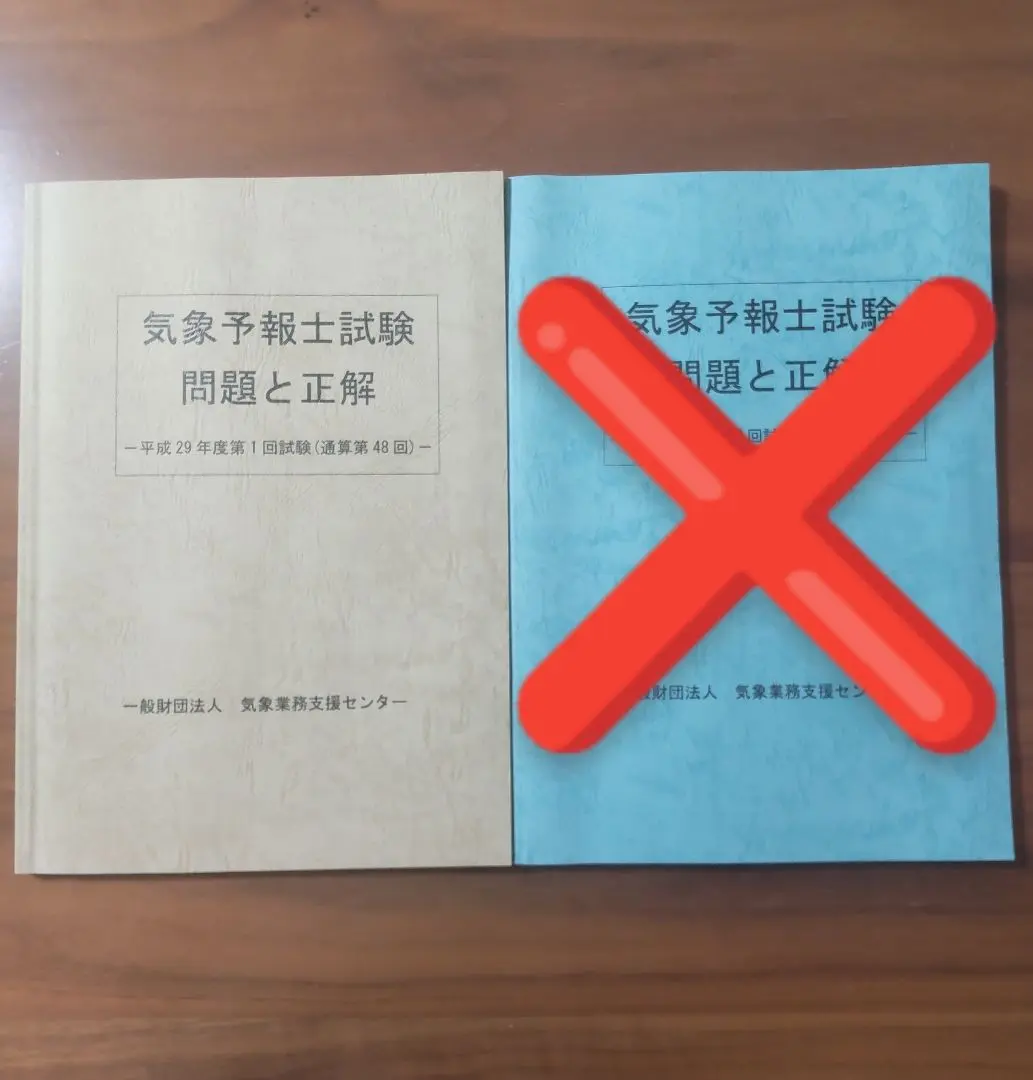 気象予報士試験
問題と正解
－平成29年度第1回試験(通算第48回)－
一般財団法人　気象業務支援センター
気象予報士試験
問題と正
財団法人　気象業務支援セン